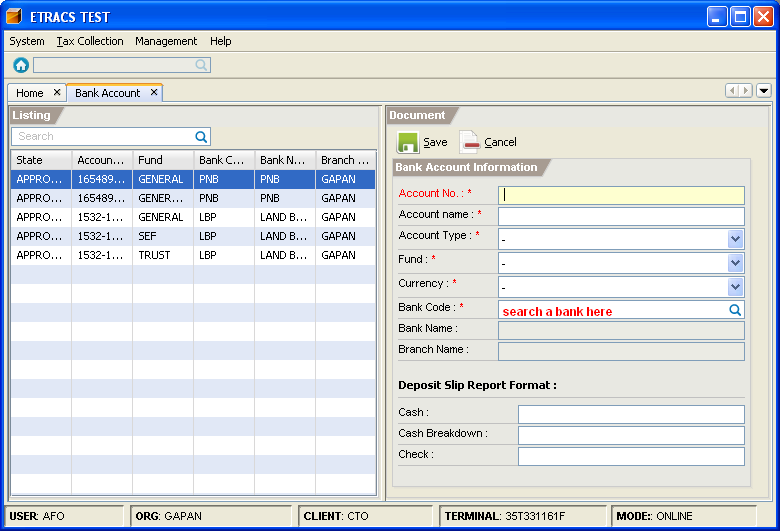 ETRACS TEST
System Tax Collection Management Help
Home Bank Account
Listing
Search
State Accoun... Fund Bank C... Bank N... Branch ...
APPRO... 165489... GENERAL PNB PNB GAPAN
APPRO... 165489... GENER... PNB PNB GAPAN
APPRO... 1532-1... GENERAL LBP LAND B... GAPAN
APPRO... 1532-1... SEF LBP LAND B... GAPAN
APPRO... 1532-1... TRUST LBP LAND B... GAPAN
Document
Save Cancel
Bank Account Information
Account No. : *
Account name : *
Account Type : * -
Fund : * -
Currency : * -
Bank Code : * search a bank here
Bank Name :
Branch Name :
Deposit Slip Report Format :
Cash :
Cash Breakdown :
Check :
USER: AFO ORG: GAPAN CLIENT: CTO TERMINAL: 35T331161F MODE:: ONLINE